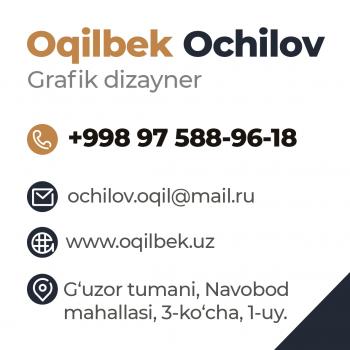 Oqilbek Ochilov
Grafik dizayner
+998 97 588-96-18
ochilov.oqil@mail.ru
www.oqilbek.uz
G‘uzor tumani, Navobod
mahallasi, 3-ko‘cha, 1-uy.